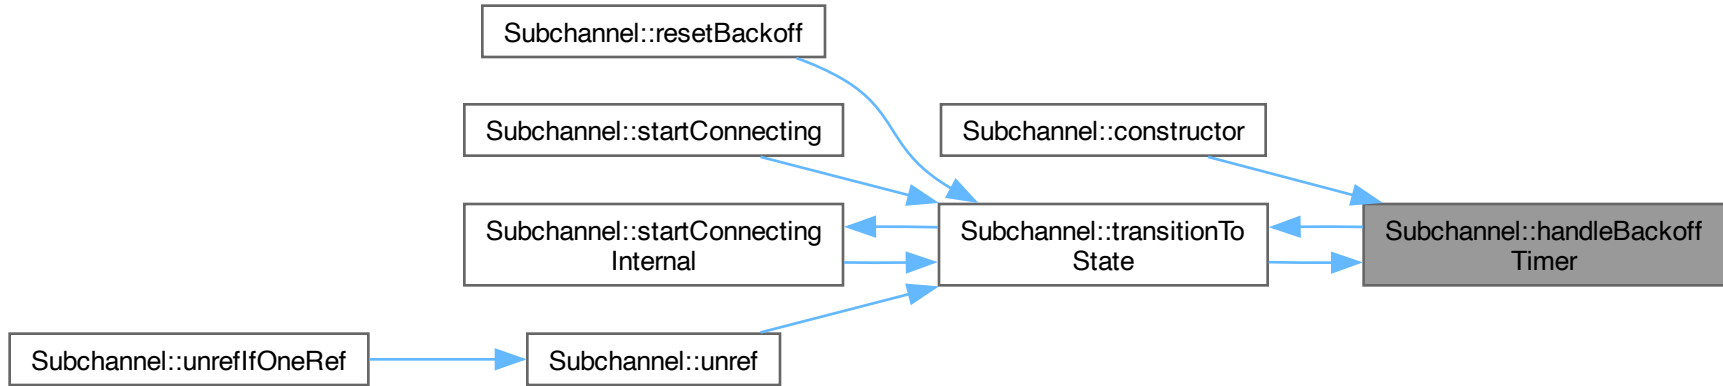 Subchannel::resetBackoff
Subchannel::startConnecting
Subchannel::constructor
Subchannel::startConnecting
Internal
Subchannel::transitionTo
State
Subchannel::handleBackoff
Timer
Subchannel::unrefIfOneRef
Subchannel::unref